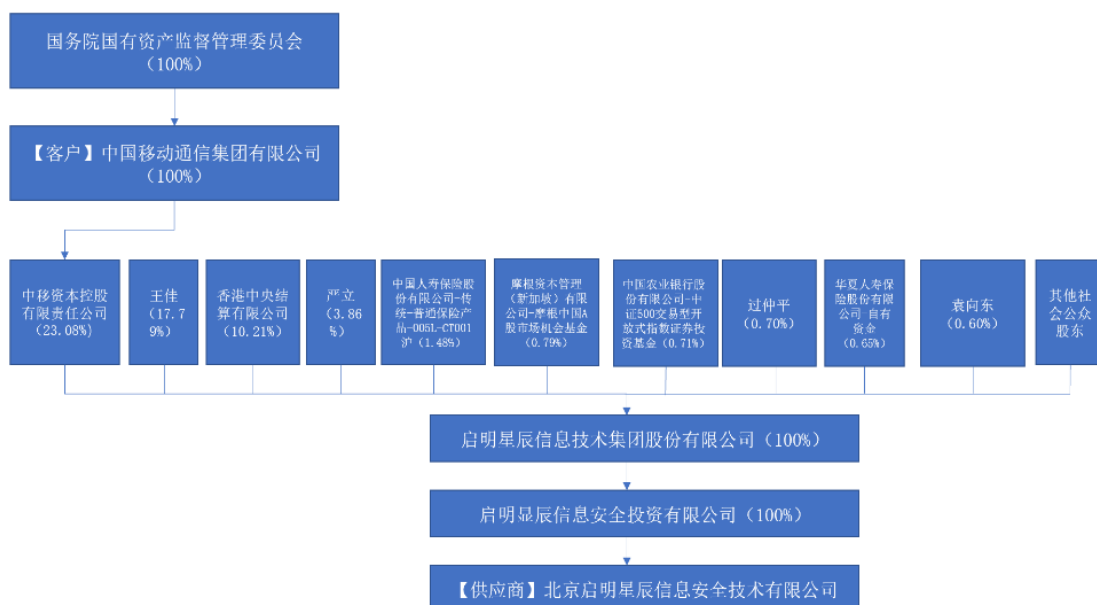 国务院国有资产监督管理委员会
（100%）
【客户】中国移动通信集团有限公司
（100%）
中移资本控股
有限责任公司
（23.08%）
王佳
（17.7
9%）
香港中央结
算有限公司
（10.21%）
严立
（3.86
%）
中国人寿保险股
份有限公司-传
统-普通保险产
品-005L-CT001
沪（1.48%）
摩根资本管理
（新加坡）有限公
司-摩根中国A
股市场机会基金
（0.79%）
中国农业银行股
份有限公司-中
证500交易型开
放式指数证券投
资基金（0.71%）
过仲平
（0.70%）
华夏人寿保
险股份有限
公司-自有
资金
（0.65%）
袁向东
（0.60%）
其他社
会公众
股东
启明星辰信息技术集团股份有限公司（100%）
启明显辰信息安全投资有限公司（100%）
【供应商】北京启明星辰信息安全技术有限公司